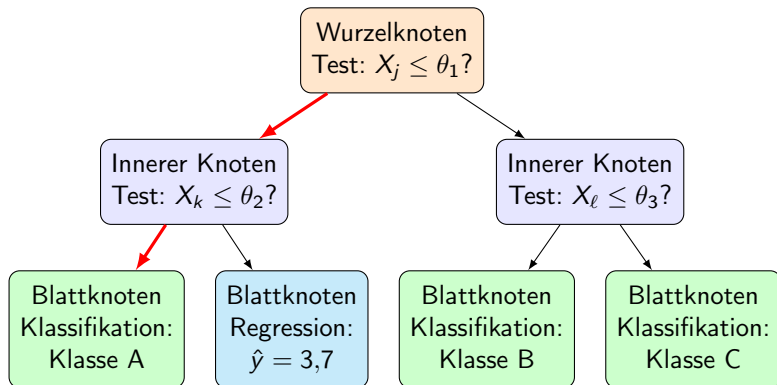 Wurzelknoten
Test: X_j ≤ θ_1?
Innerer Knoten
Test: X_k ≤ θ_2?
Innerer Knoten
Test: X_ℓ ≤ θ_3?
Blattknoten
Klassifikation:
Klasse A
Blattknoten
Regression:
ŷ = 3,7
Blattknoten
Klassifikation:
Klasse B
Blattknoten
Klassifikation:
Klasse C